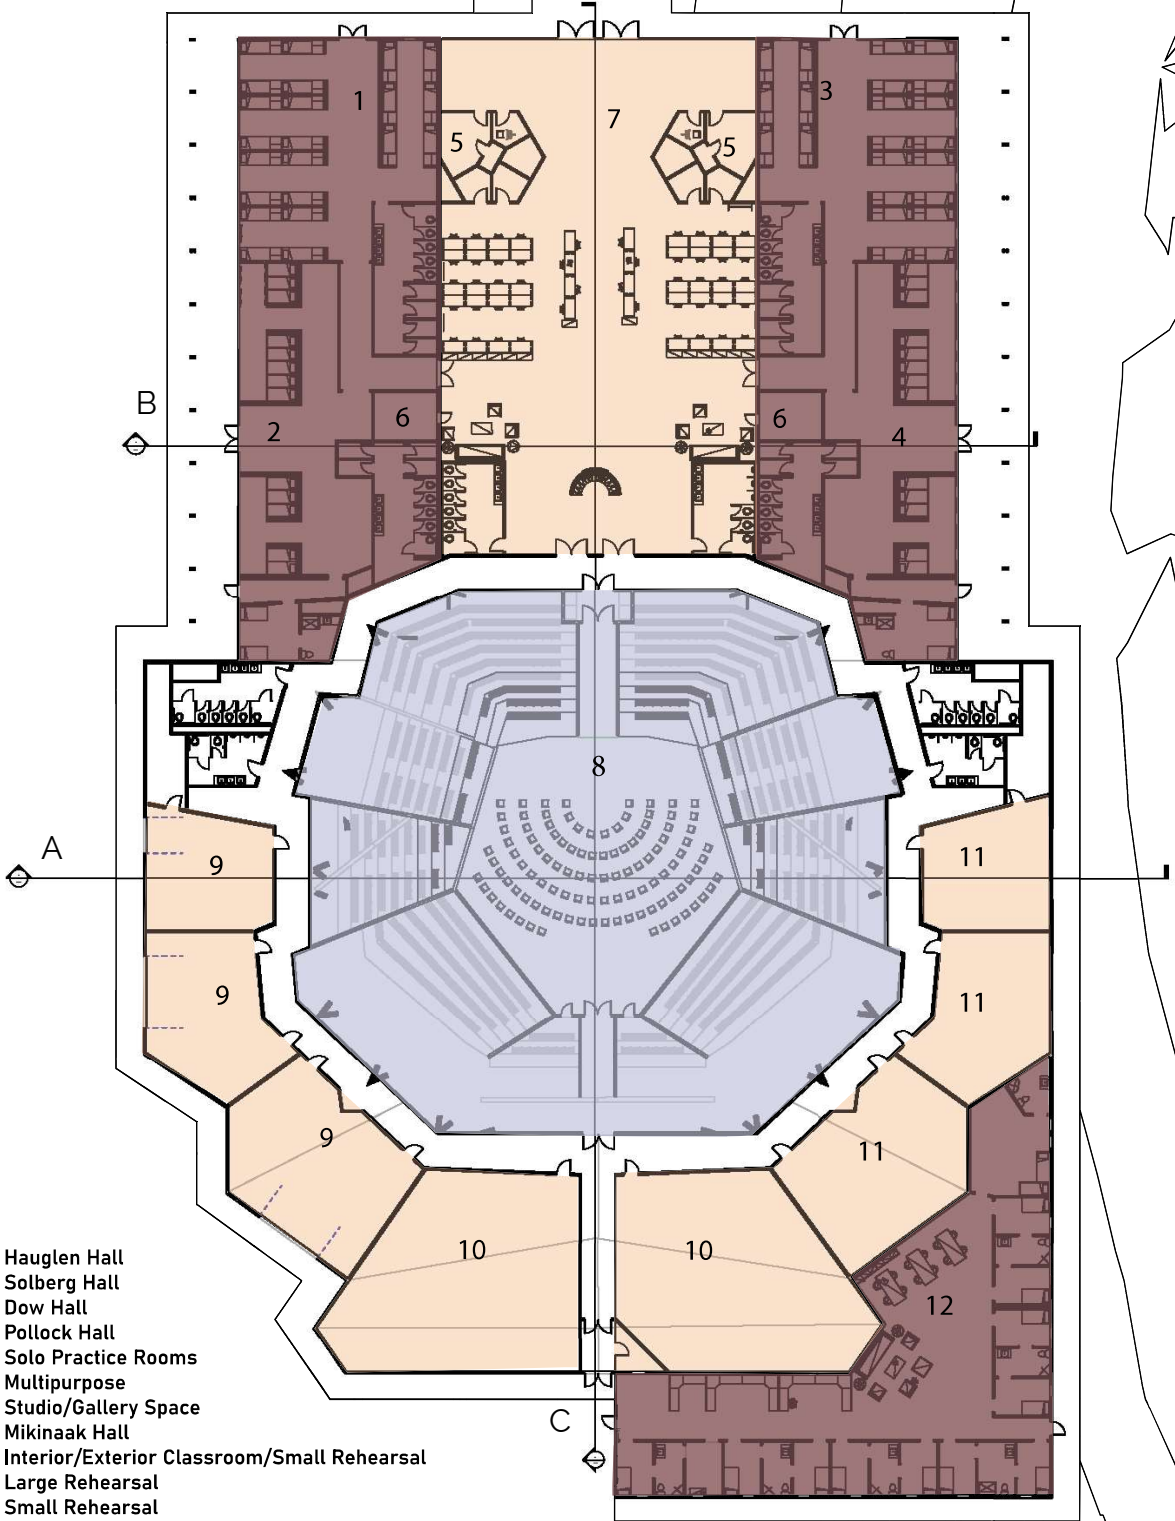 1
3
7
5
5
B
6
6
2
4
8
A
9
11
9
11
9
11
10
10
12
C
Hauglen Hall
Solberg Hall
Dow Hall
Pollock Hall
Solo Practice Rooms
Multipurpose
Studio/Gallery Space
Mikinaak Hall
Interior/Exterior Classroom/Small Rehearsal
Large Rehearsal
Small Rehearsal